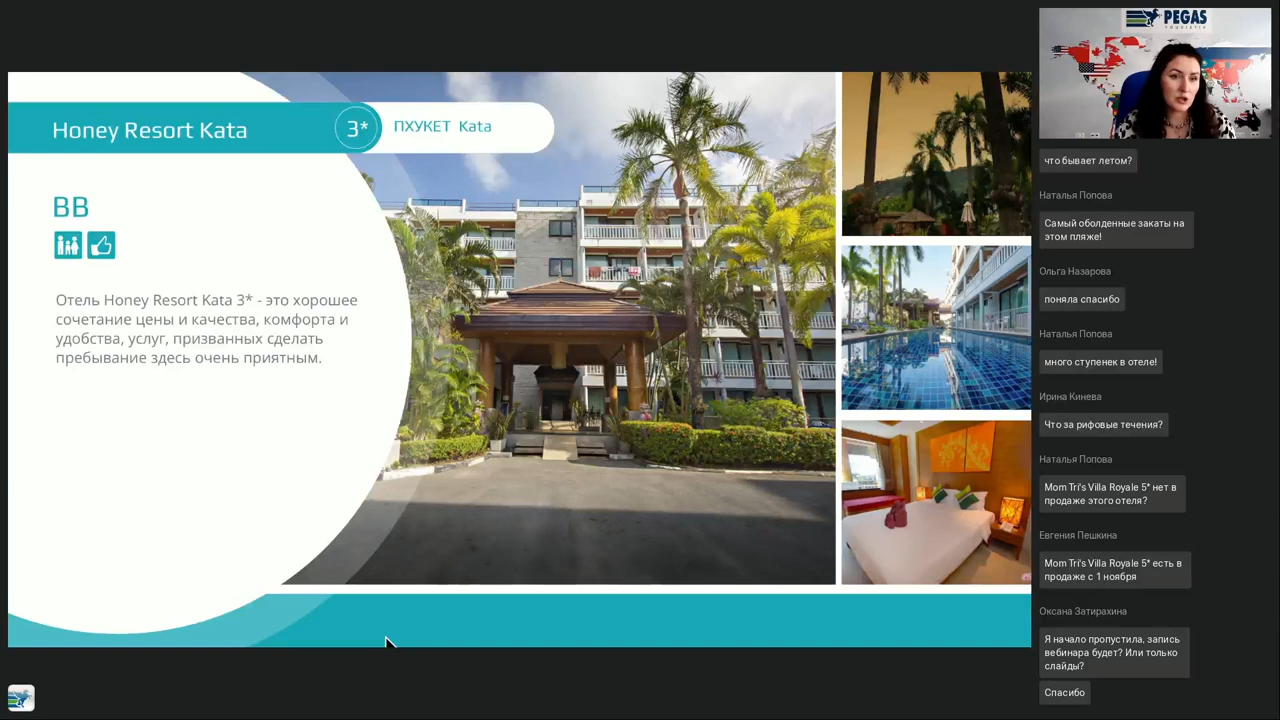 Honey Resort Kata
3*
ПХУКЕТ Kata
BB
Отель Honey Resort Kata 3* - это хорошее
сочетание цены и качества, комфорта и
удобства, услуг, призванных сделать
пребывание здесь очень приятным.
PEGAS
TOURISTIK
что бывает летом?
Наталья Попова
Самый оболденные закаты на
этом пляже!
Ольга Назарова
поняла спасибо
Наталья Попова
много ступенек в отеле!
Ирина Кинева
Что за рифовые течения?
Наталья Попова
Mom Tri's Villa Royale 5* нет в
продаже этого отеля?
Евгения Пешкина
Mom Tri's Villa Royale 5* есть в
продаже с 1 ноября
Оксана Затирахина
Я начало пропустила, запись
вебинара будет? Или только
слайды?
Спасибо